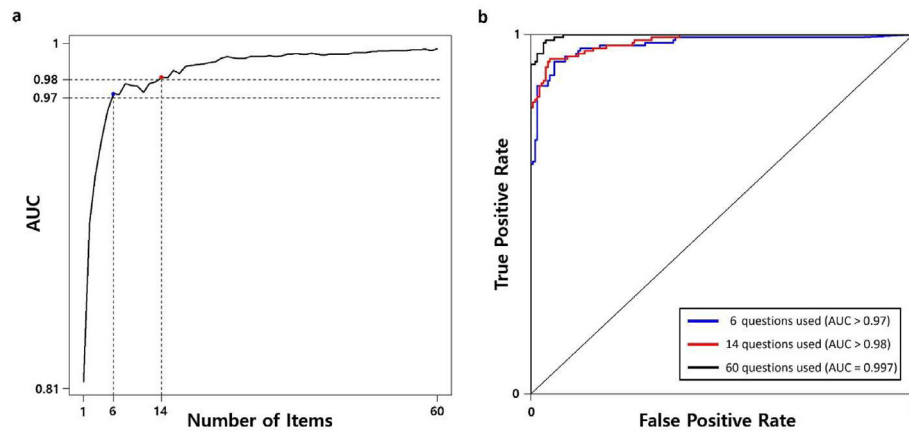 a
AUC
1
0.98
0.97
0.81
1 6 14 60
Number of Items
b
True Positive Rate
1
0
0
False Positive Rate
6 questions used (AUC > 0.97)
14 questions used (AUC > 0.98)
60 questions used (AUC = 0.997)